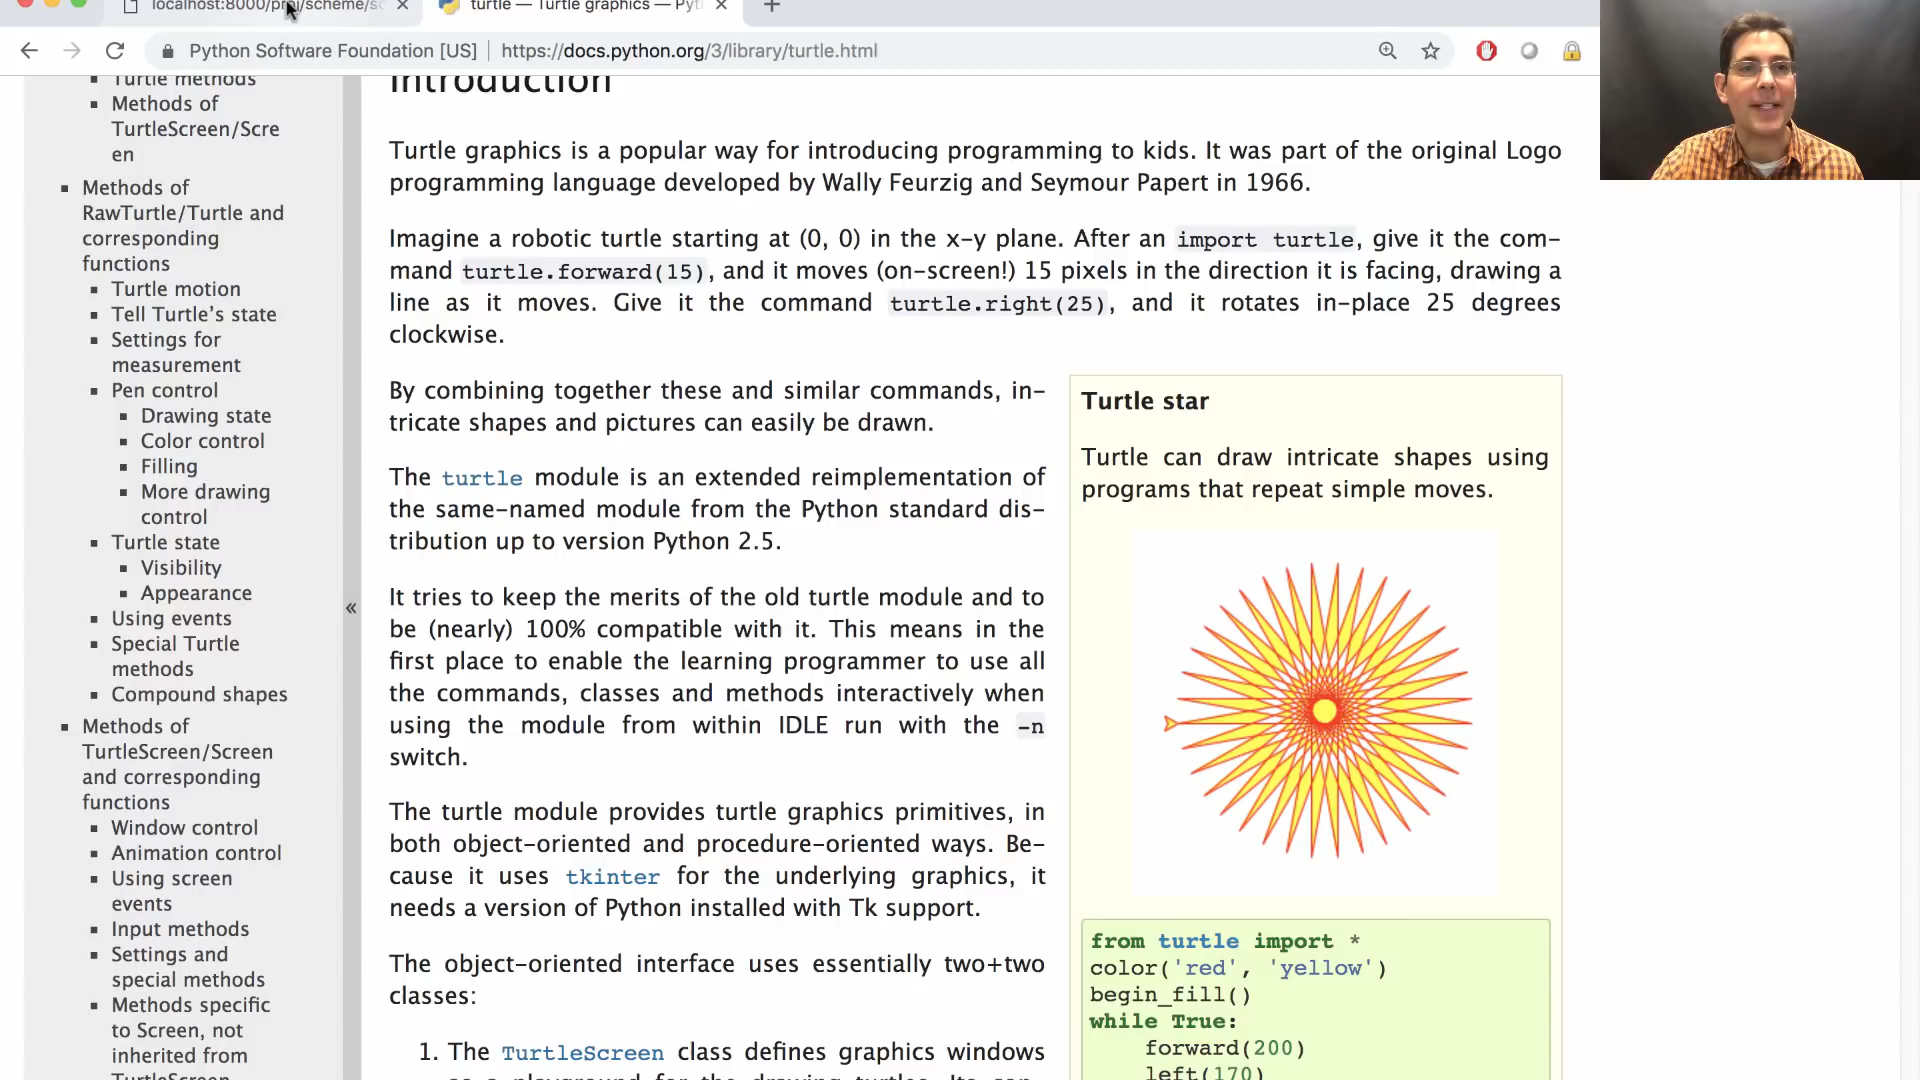 localhost:8000/proj/scheme/sc
turtle — Turtle graphics — Pyt
Python Software Foundation [US]
https://docs.python.org/3/library/turtle.html
Turtle methods
Methods of
TurtleScreen/Scre
en
Methods of
RawTurtle/Turtle and
corresponding
functions
Turtle motion
Tell Turtle's state
Settings for
measurement
Pen control
Drawing state
Color control
Filling
More drawing
control
Turtle state
Visibility
Appearance
Using events
Special Turtle
methods
Compound shapes
Methods of
TurtleScreen/Screen
and corresponding
functions
Window control
Animation control
Using screen
events
Input methods
Settings and
special methods
Methods specific
to Screen, not
inherited from
TurtleScreen
«
Introduction
Turtle graphics is a popular way for introducing programming to kids. It was part of the original Logo
programming language developed by Wally Feurzig and Seymour Papert in 1966.
Imagine a robotic turtle starting at (0, 0) in the x-y plane. After an import turtle, give it the com-
mand turtle.forward(15), and it moves (on-screen!) 15 pixels in the direction it is facing, drawing a
line as it moves. Give it the command turtle.right(25), and it rotates in-place 25 degrees
clockwise.
By combining together these and similar commands, in-
tricate shapes and pictures can easily be drawn.
The turtle module is an extended reimplementation of
the same-named module from the Python standard dis-
tribution up to version Python 2.5.
It tries to keep the merits of the old turtle module and to
be (nearly) 100% compatible with it. This means in the
first place to enable the learning programmer to use all
the commands, classes and methods interactively when
using the module from within IDLE run with the -n
switch.
The turtle module provides turtle graphics primitives, in
both object-oriented and procedure-oriented ways. Be-
cause it uses tkinter for the underlying graphics, it
needs a version of Python installed with Tk support.
The object-oriented interface uses essentially two+two
classes:
1. The TurtleScreen class defines graphics windows
as a playground for the drawing turtles. Its con-
Turtle star
Turtle can draw intricate shapes using
programs that repeat simple moves.
from turtle import *
color('red', 'yellow')
begin_fill()
while True:
forward(200)
left(170)